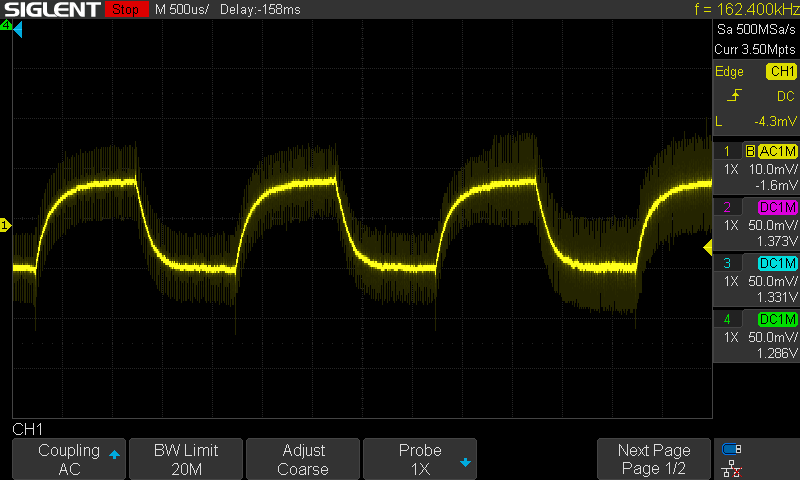 SIGLENT Stop M 500us/ Delay:-158ms f = 162.400kHz
Sa 500MSa/s
Curr 3.50Mpts
Edge CH1
DC
L -4.3mV
1 B AC1M
1X 10.0mV/
-1.6mV
2 DC1M
1X 50.0mV/
1.373V
3 DC1M
1X 50.0mV/
1.331V
4 DC1M
1X 50.0mV/
1.286V
4
1
CH1
Coupling
AC
BW Limit
20M
Adjust
Coarse
Probe
1X
Next Page
Page 1/2